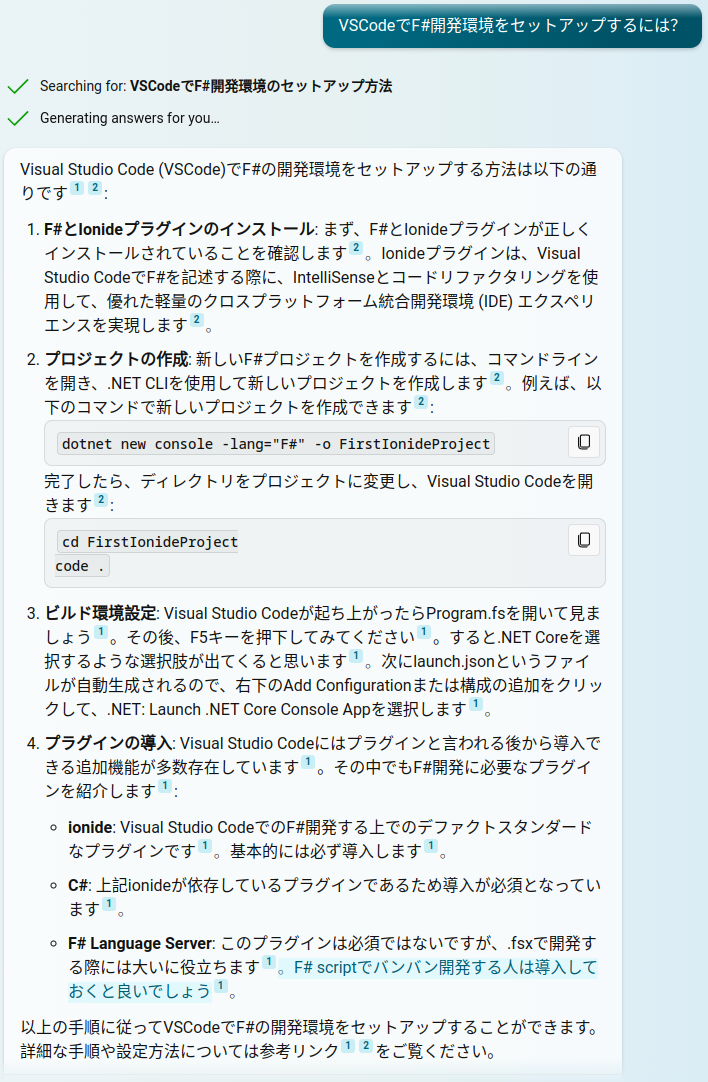 VSCodeでF#開発環境をセットアップするには?
Searching for: VSCodeでF#開発環境のセットアップ方法
Generating answers for you…
Visual Studio Code (VSCode)でF#の開発環境をセットアップする方法は以下の通
りです 1 2 :
1. F#とIonideプラグインのインストール: まず、F#とIonideプラグインが正しく
インストールされていることを確認します 2 。Ionideプラグインは、Visual
Studio CodeでF#を記述する際に、IntelliSenseとコードリファクタリングを使
用して、優れた軽量のクロスプラットフォーム統合開発環境 (IDE) エクスペリ
エンスを実現します 2 。
2. プロジェクトの作成: 新しいF#プロジェクトを作成するには、コマンドライン
を開き、.NET CLIを使用して新しいプロジェクトを作成します 2 。例えば、以
下のコマンドで新しいプロジェクトを作成できます 2 :
dotnet new console -lang="F#" -o FirstIonideProject
完了したら、ディレクトリをプロジェクトに変更し、Visual Studio Codeを開
きます 2 :
cd FirstIonideProject
code .
3. ビルド環境設定: Visual Studio Codeが起ち上がったらProgram.fsを開いて見ま
しょう 1 。その後、F5キーを押下してみてください 1 。すると.NET Coreを選
択するような選択肢が出てくると思います 1 。次にlaunch.jsonというファイ
ルが自動生成されるので、右下のAdd Configurationまたは構成の追加をクリッ
クして、.NET: Launch .NET Core Console Appを選択します 1 。
4. プラグインの導入: Visual Studio Codeにはプラグインと言われる後から導入で
きる追加機能が多数存在しています 1 。その中でもF#開発に必要なプラグイ
ンを紹介します 1 :
ionide: Visual Studio CodeでのF#開発する上でのデファクトスタンダード
なプラグインです 1 。基本的には必ず導入します 1 。
C#: 上記ionideが依存しているプラグインであるため導入が必須となってい
ます 1 。
F# Language Server: このプラグインは必須ではないですが、.fsxで開発す
る際には大いに役立ちます 1 。F# scriptでバンバン開発する人は導入して
おくと良いでしょう 1 。
以上の手順に従ってVSCodeでF#の開発環境をセットアップすることができます。
詳細な手順や設定方法については参考リンク 1 2 をご覧ください。